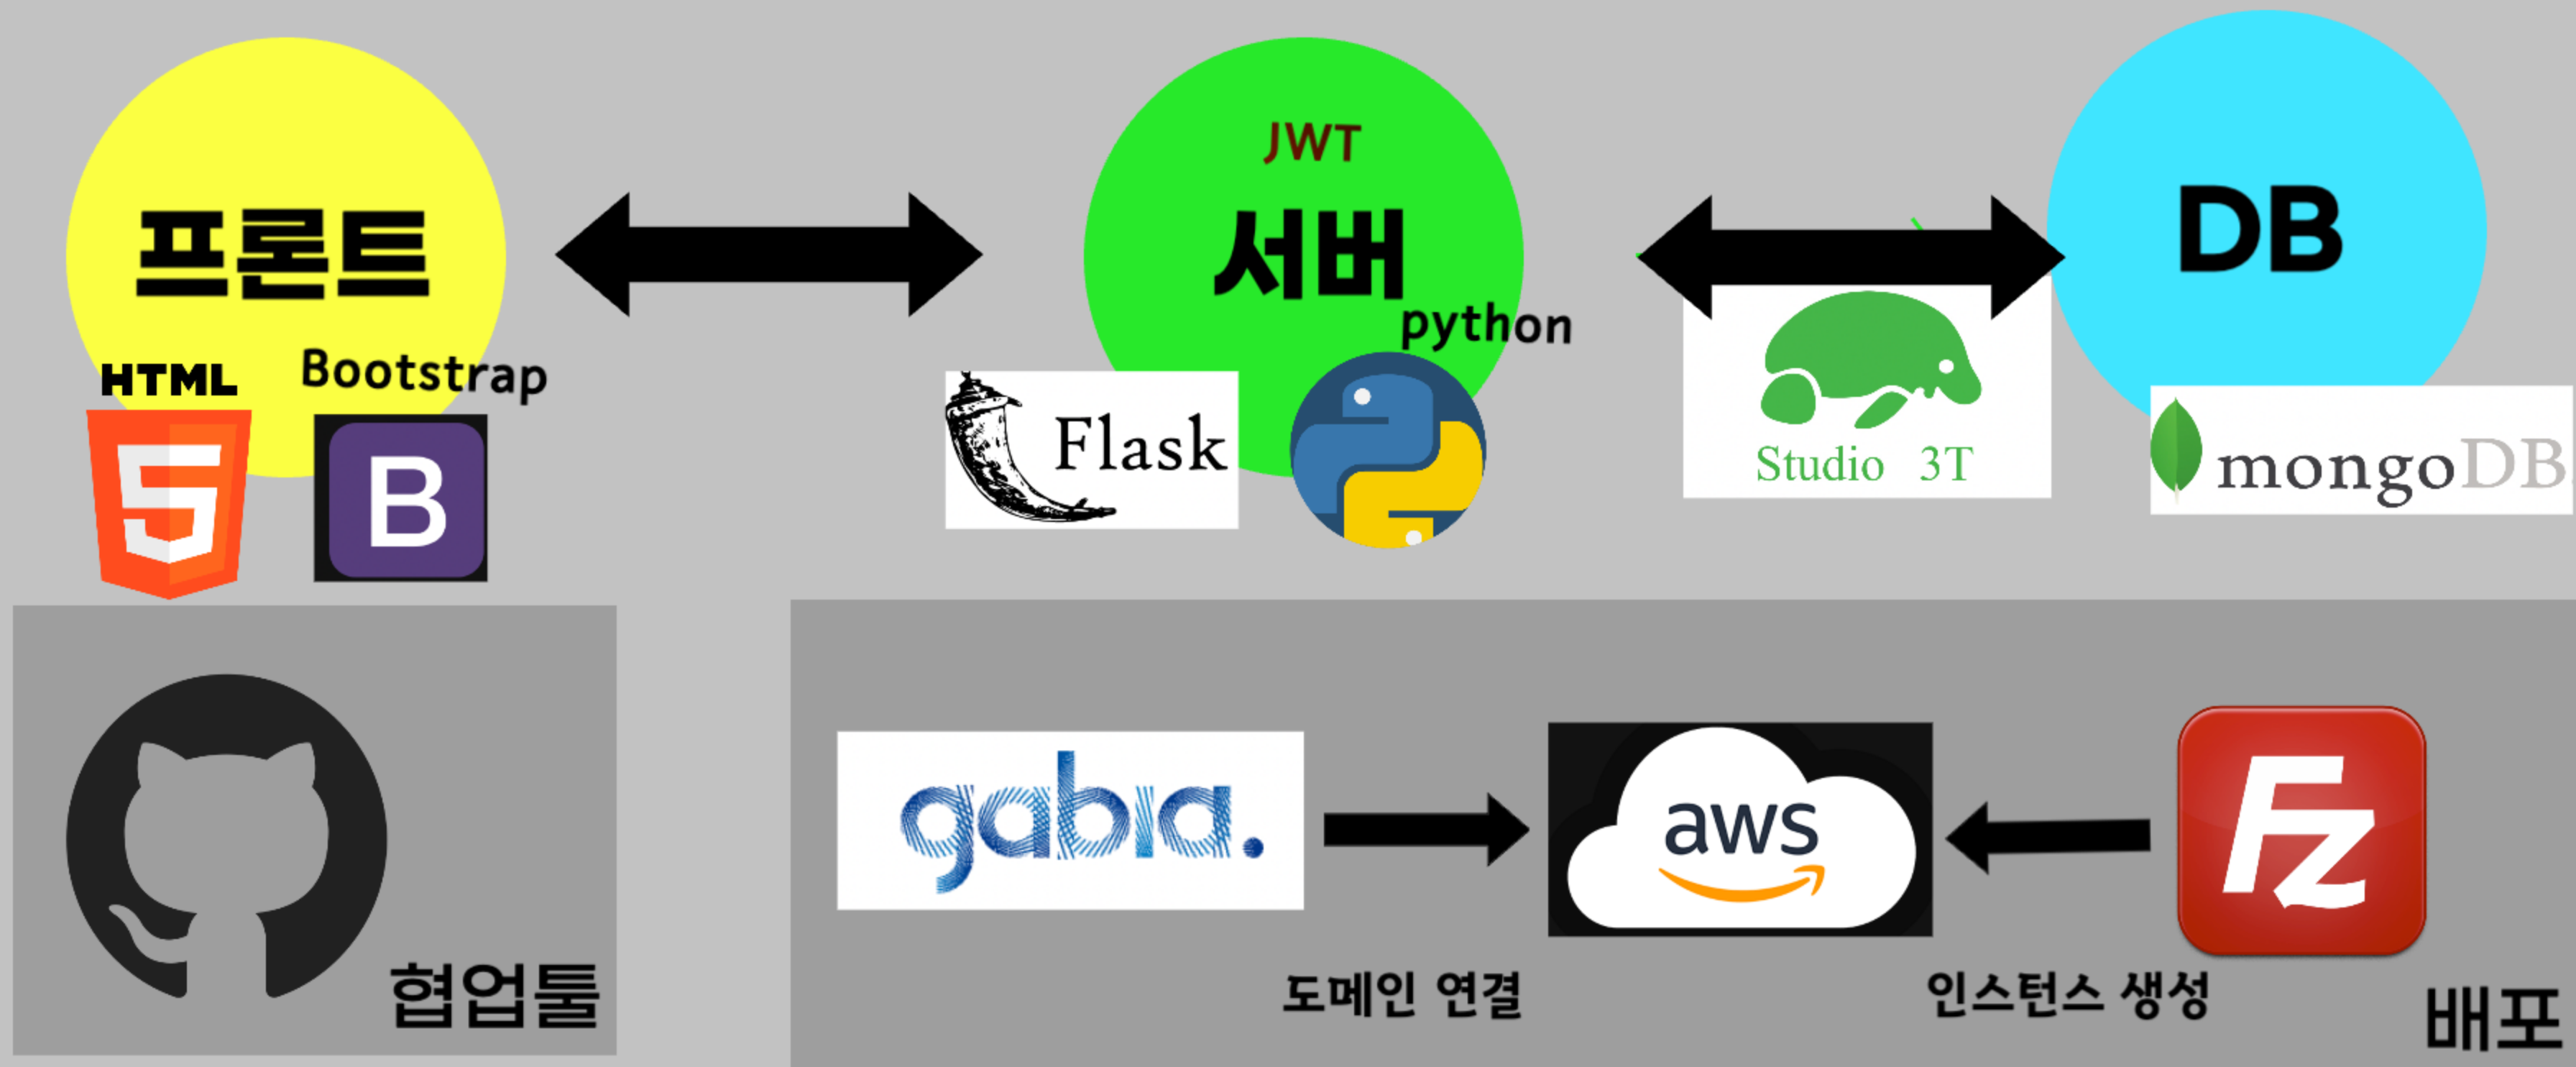 프론트
HTML
Bootstrap
B
JWT
서버
python
Flask
Studio 3T
DB
mongoDB
협업툴
gabia.
aws
Fz
도메인 연결
인스턴스 생성
배포